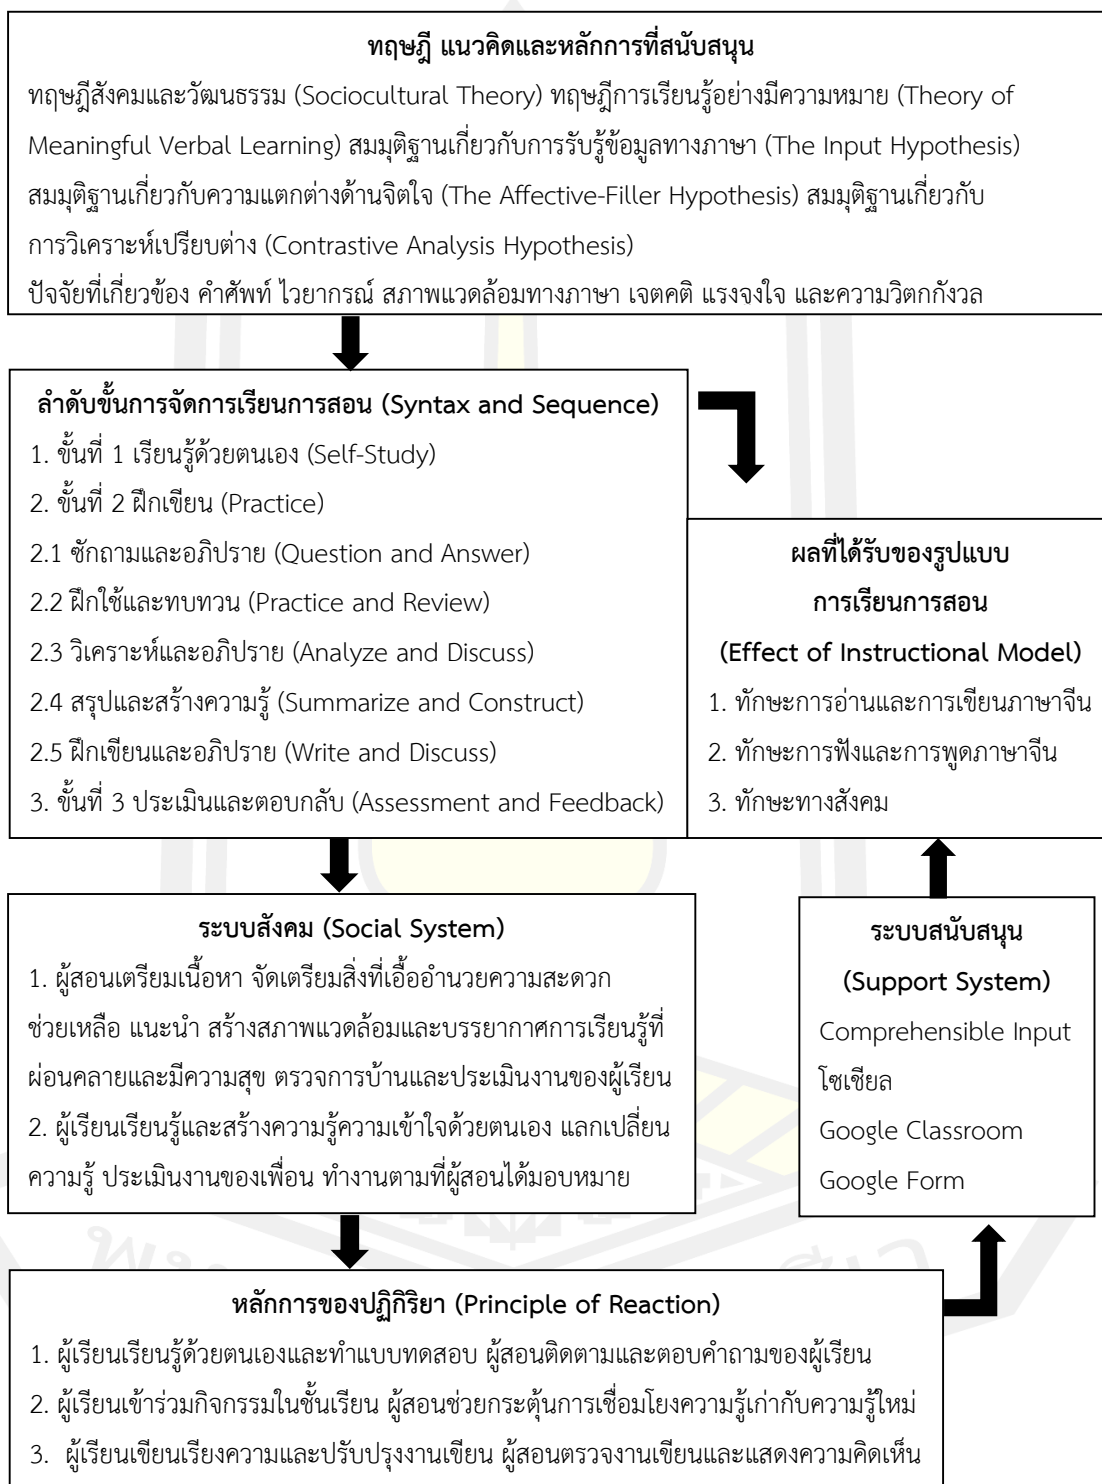 ทฤษฎี แนวคิดและหลักการที่สนับสนุน
ทฤษฎีสังคมและวัฒนธรรม (Sociocultural Theory) ทฤษฎีการเรียนรู้อย่างมีความหมาย (Theory of
Meaningful Verbal Learning) สมมุติฐานเกี่ยวกับการรับรู้ข้อมูลทางภาษา (The Input Hypothesis)
สมมุติฐานเกี่ยวกับความแตกต่างด้านจิตใจ (The Affective-Filler Hypothesis) สมมุติฐานเกี่ยวกับ
การวิเคราะห์เปรียบต่าง (Contrastive Analysis Hypothesis)
ปัจจัยที่เกี่ยวข้อง คำศัพท์ ไวยากรณ์ สภาพแวดล้อมทางภาษา เจตคติ แรงจงใจ และความวิตกกังวล
ลำดับขั้นการจัดการเรียนการสอน (Syntax and Sequence)
1. ขั้นที่ 1 เรียนรู้ด้วยตนเอง (Self-Study)
2. ขั้นที่ 2 ฝึกเขียน (Practice)
2.1 ซักถามและอภิปราย (Question and Answer)
2.2 ฝึกใช้และทบทวน (Practice and Review)
2.3 วิเคราะห์และอภิปราย (Analyze and Discuss)
2.4 สรุปและสร้างความรู้ (Summarize and Construct)
2.5 ฝึกเขียนและอภิปราย (Write and Discuss)
3. ขั้นที่ 3 ประเมินและตอบกลับ (Assessment and Feedback)
ผลที่ได้รับของรูปแบบ
การเรียนการสอน
(Effect of Instructional Model)
1. ทักษะการอ่านและการเขียนภาษาจีน
2. ทักษะการฟังและการพูดภาษาจีน
3. ทักษะทางสังคม
ระบบสังคม (Social System)
1. ผู้สอนเตรียมเนื้อหา จัดเตรียมสิ่งที่เอื้ออำนวยความสะดวก
ช่วยเหลือ แนะนำ สร้างสภาพแวดล้อมและบรรยากาศการเรียนรู้ที่
ผ่อนคลายและมีความสุข ตรวจการบ้านและประเมินงานของผู้เรียน
2. ผู้เรียนเรียนรู้และสร้างความรู้ความเข้าใจด้วยตนเอง แลกเปลี่ยน
ความรู้ ประเมินงานของเพื่อน ทำงานตามที่ผู้สอนได้มอบหมาย
ระบบสนับสนุน
(Support System)
Comprehensible Input
โซเชียล
Google Classroom
Google Form
หลักการของปฏิกิริยา (Principle of Reaction)
1. ผู้เรียนเรียนรู้ด้วยตนเองและทำแบบทดสอบ ผู้สอนติดตามและตอบคำถามของผู้เรียน
2. ผู้เรียนเข้าร่วมกิจกรรมในชั้นเรียน ผู้สอนช่วยกระตุ้นการเชื่อมโยงความรู้เก่ากับความรู้ใหม่
3. ผู้เรียนเขียนเรียงความและปรับปรุงงานเขียน ผู้สอนตรวจงานเขียนและแสดงความคิดเห็น